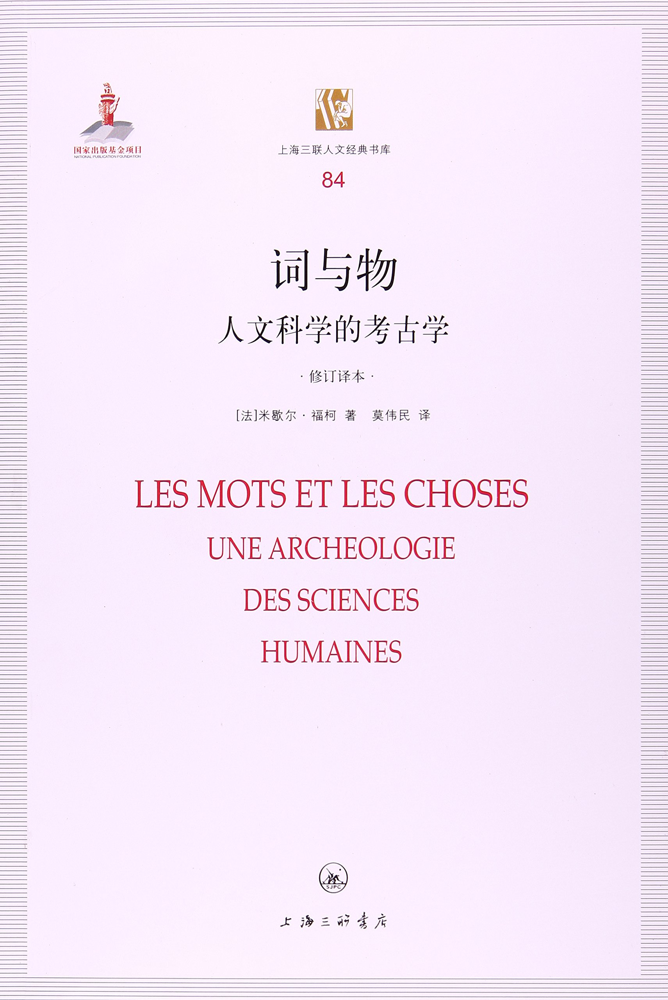 国家出版基金项目
NATIONAL PUBLICATION FOUNDATION
上海三联人文经典书库
84
词与物
人文科学的考古学
·修订译本·
[法]米歇尔·福柯 著 莫伟民 译
LES MOTS ET LES CHOSES
UNE ARCHEOLOGIE
DES SCIENCES
HUMAINES
SJPC
上海三联书店